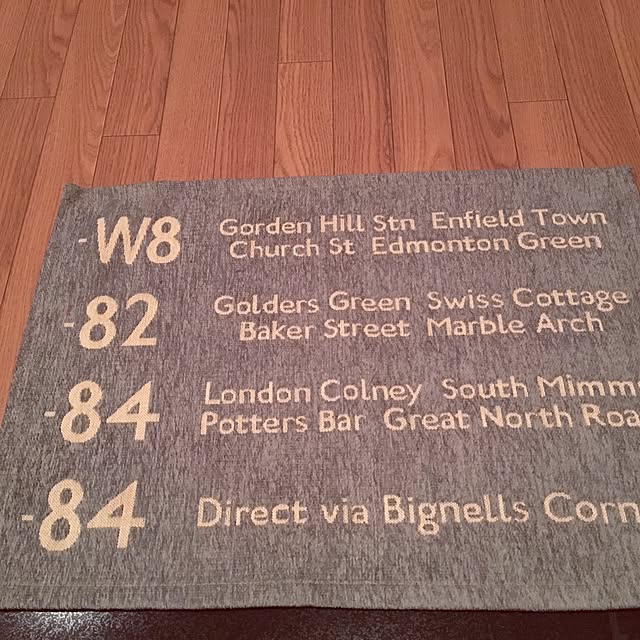 -W8 Gorden Hill Stn Enfield Town
Church St Edmonton Green
-82 Golders Green Swiss Cottage
Baker Street Marble Arch
-84 London Colney South Mimm
Potters Bar Great North Roa
-84 Direct via Bignells Corn